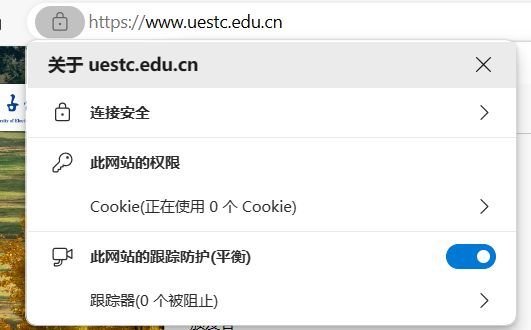 https://www.uestc.edu.cn
关于 uestc.edu.cn
连接安全
此网站的权限
Cookie(正在使用 0 个 Cookie)
此网站的跟踪防护(平衡)
跟踪器(0 个被阻止)